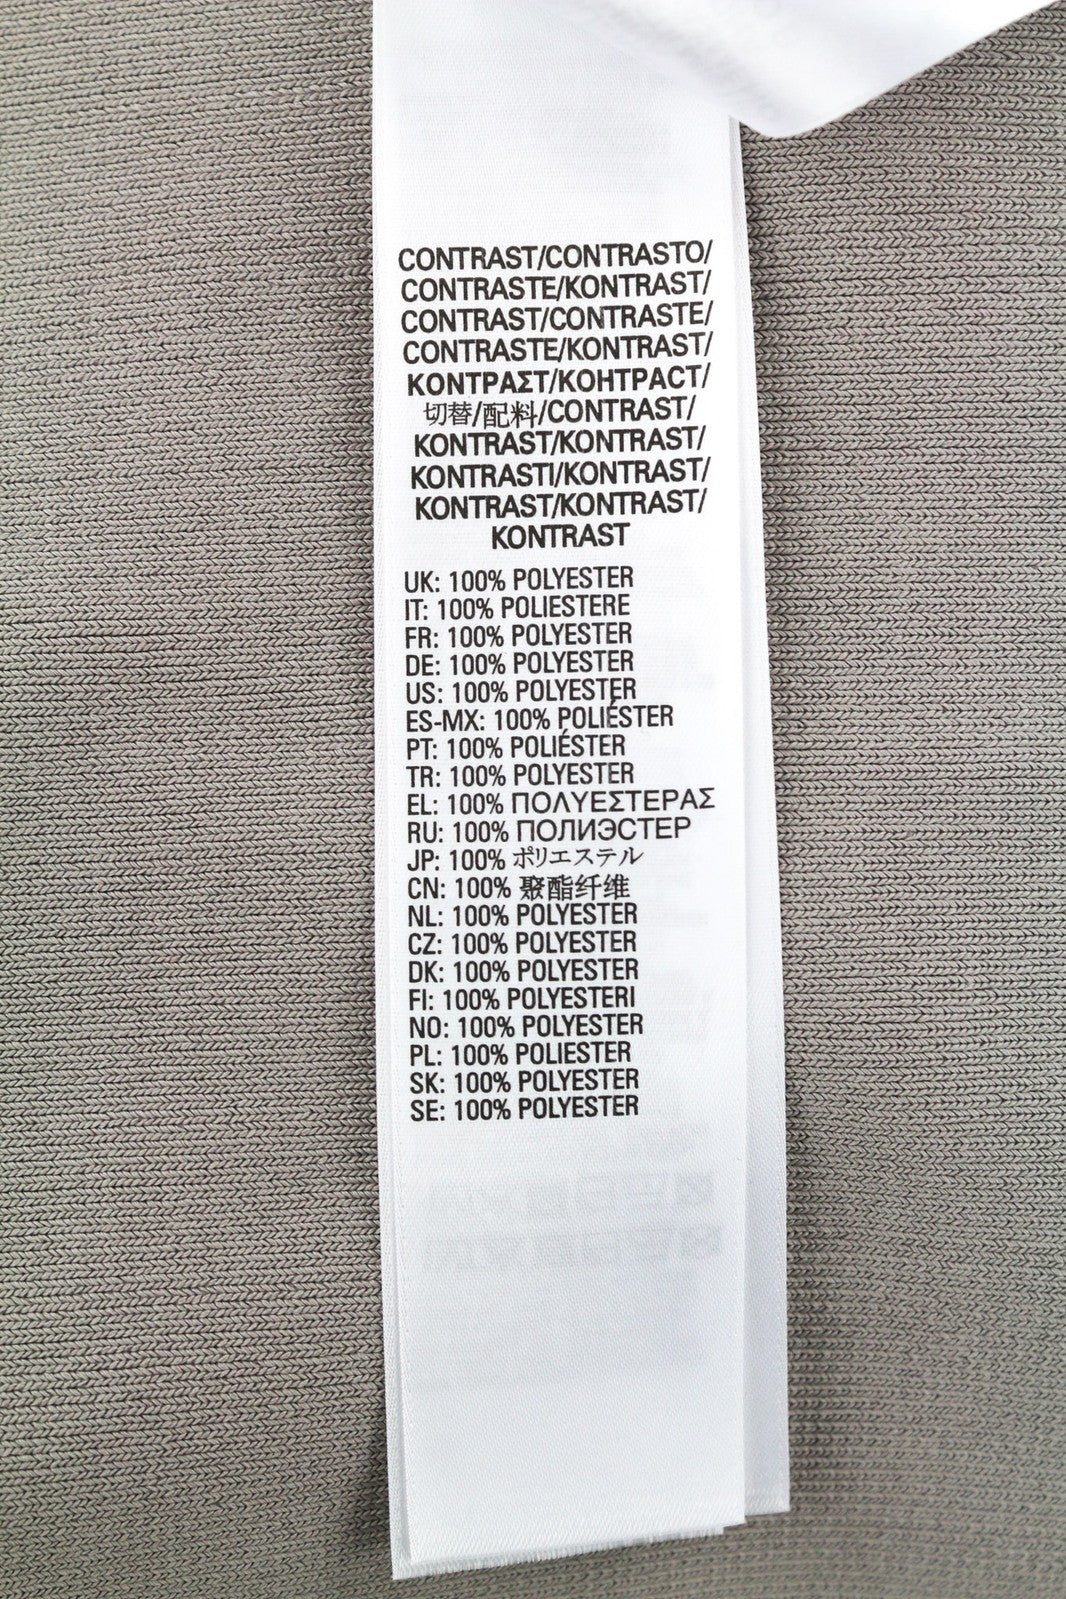 CONTRAST/CONTRASTO/
CONTRASTE/KONTRAST/
CONTRAST/CONTRASTE/
CONTRASTE/KONTRAST/
ΚΟΝΤΡΑΣΤ/КОНТРАСТ/
切替/配料/CONTRAST/
KONTRAST/KONTRAST/
KONTRASTI/KONTRAST/
KONTRAST/KONTRAST/
KONTRAST
UK: 100% POLYESTER
IT: 100% POLIESTERE
FR: 100% POLYESTER
DE: 100% POLYESTER
US: 100% POLYESTER
ES-MX: 100% POLIÉSTER
PT: 100% POLIÉSTER
TR: 100% POLYESTER
EL: 100% ΠΟΛΥΕΣΤΕΡΑΣ
RU: 100% ПОЛИЭСТЕР
JP: 100% ポリエステル
CN: 100% 聚酯纤维
NL: 100% POLYESTER
CZ: 100% POLYESTER
DK: 100% POLYESTER
FI: 100% POLYESTERI
NO: 100% POLYESTER
PL: 100% POLIESTER
SK: 100% POLYESTER
SE: 100% POLYESTER